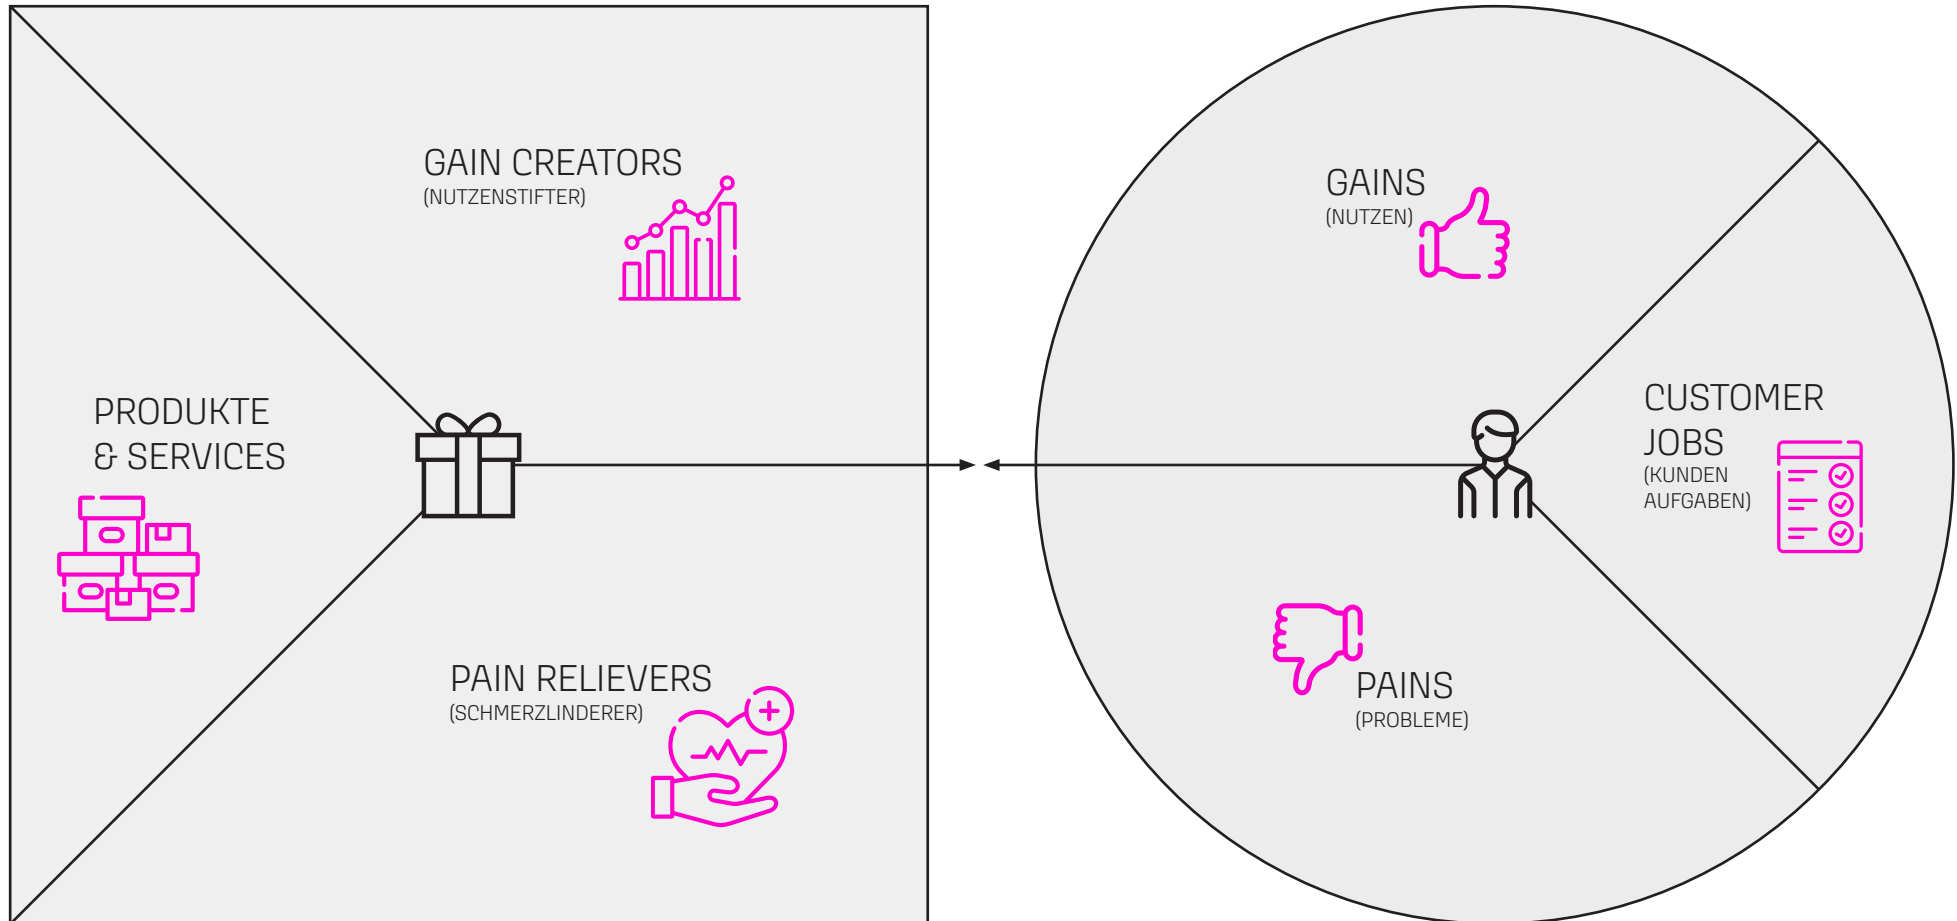 GAIN CREATORS
(NUTZENSTIFTER)
PRODUKTE
& SERVICES
PAIN RELIEVERS
(SCHMERZLINDERER)
GAINS
(NUTZEN)
CUSTOMER
JOBS
(KUNDEN
AUFGABEN)
PAINS
(PROBLEME)